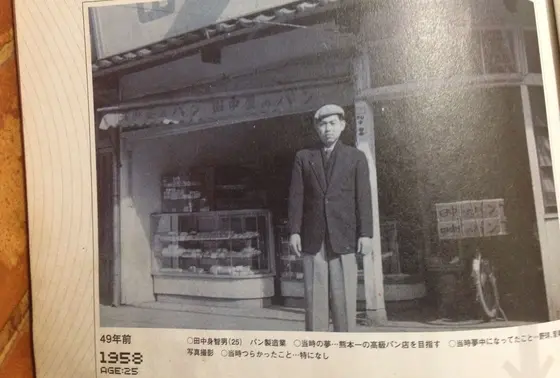 田中屋のパン
49年前
1958
AGE:25
○田中身智男(25) パン製造業 ○当時の夢…熊本一の高級パン店を目指す ○当時夢中になってたこと…野球、
写真撮影 ○当時つらかったこと…特になし